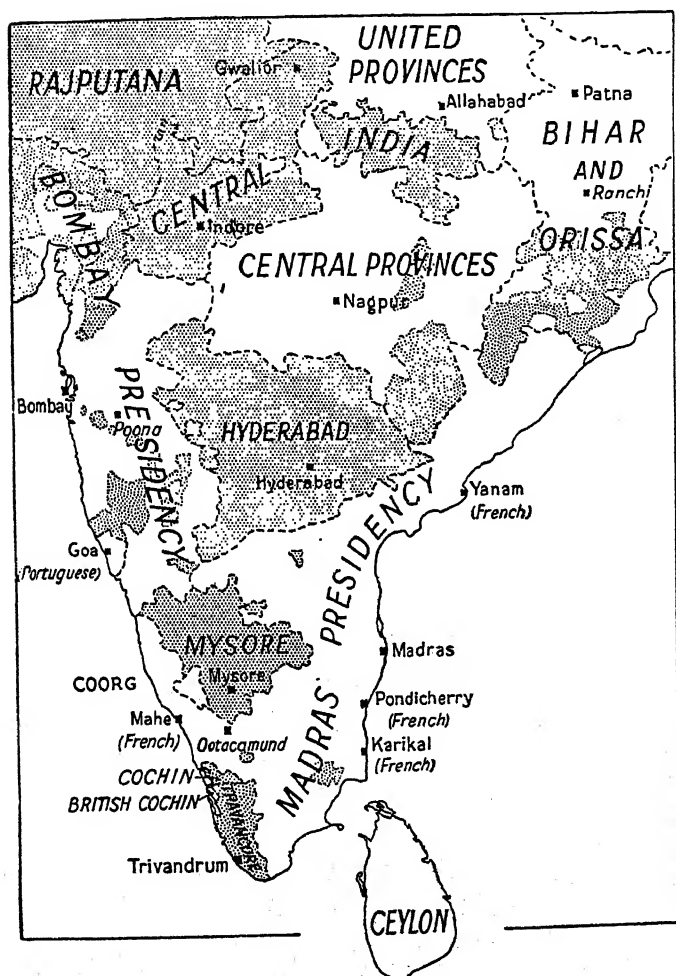 UNITED
PROVINCES
RAJPUTANA
Gwalior
Allahabad
Patna
BIHAR
AND
Ranchi
ORISSA
INDIA
CENTRAL
Indore
BOMBAY
CENTRAL PROVINCES
Nagpur
PRESIDENCY
Bombay
Poona
HYDERABAD
Hyderabad
Yanam
(French)
Goa
(Portuguese)
MADRAS PRESIDENCY
MYSORE
Mysore
Madras
COORG
Mahe
(French)
Ootacamund
Pondicherry
(French)
Karikal
(French)
COCHIN
BRITISH COCHIN
TRAVANCORE
Trivandrum
CEYLON